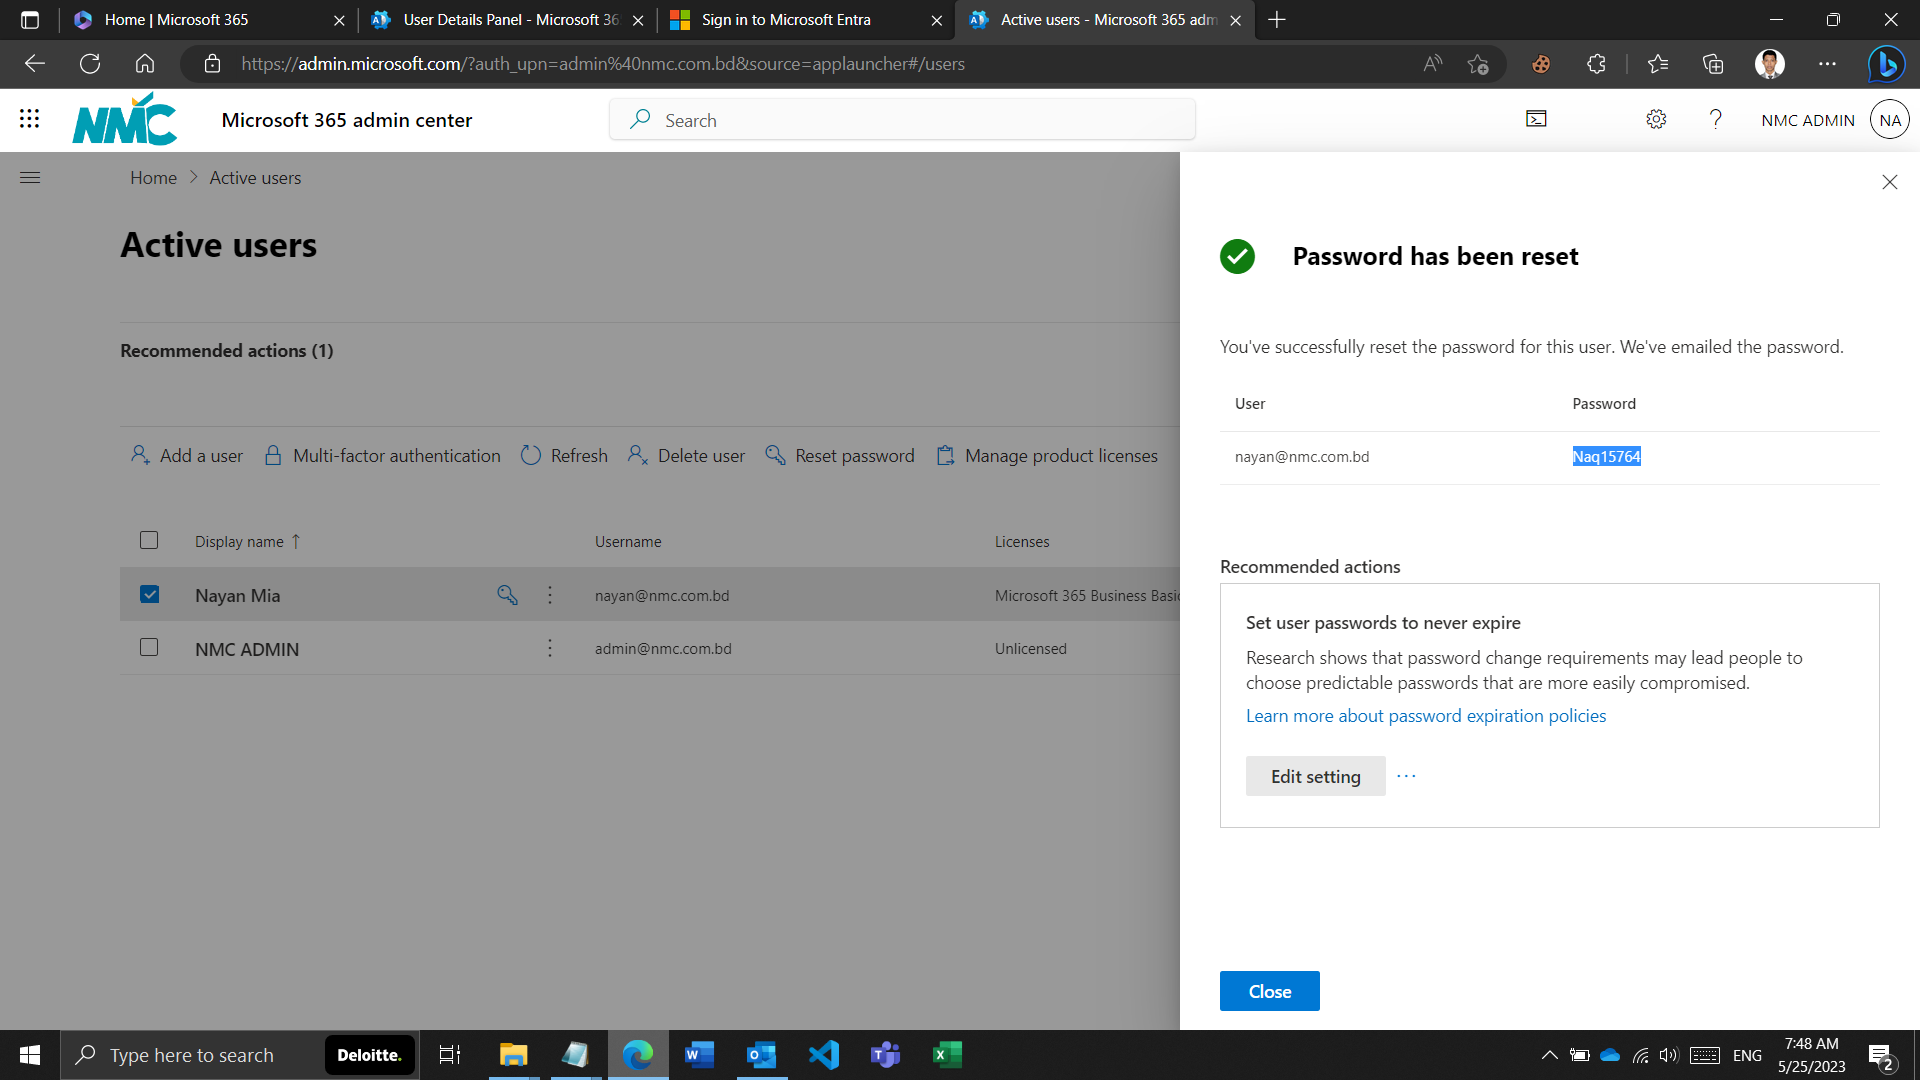 Home | Microsoft 365
User Details Panel - Microsoft 36
Sign in to Microsoft Entra
Active users - Microsoft 365 adm
https://admin.microsoft.com/?auth_upn=admin%40nmc.com.bd&source=applauncher#/users
NMC
Microsoft 365 admin center
Search
NMC ADMIN
NA
Home > Active users
Active users
Recommended actions (1)
Add a user
Multi-factor authentication
Refresh
Delete user
Reset password
Manage product licenses
Display name ↑
Username
Licenses
Nayan Mia
nayan@nmc.com.bd
Microsoft 365 Business Basic
NMC ADMIN
admin@nmc.com.bd
Unlicensed
Password has been reset
You've successfully reset the password for this user. We've emailed the password.
User
Password
nayan@nmc.com.bd
Naq15764
Recommended actions
Set user passwords to never expire
Research shows that password change requirements may lead people to
choose predictable passwords that are more easily compromised.
Learn more about password expiration policies
Edit setting
Close
Type here to search
Deloitte.
ENG
7:48 AM
5/25/2023
2